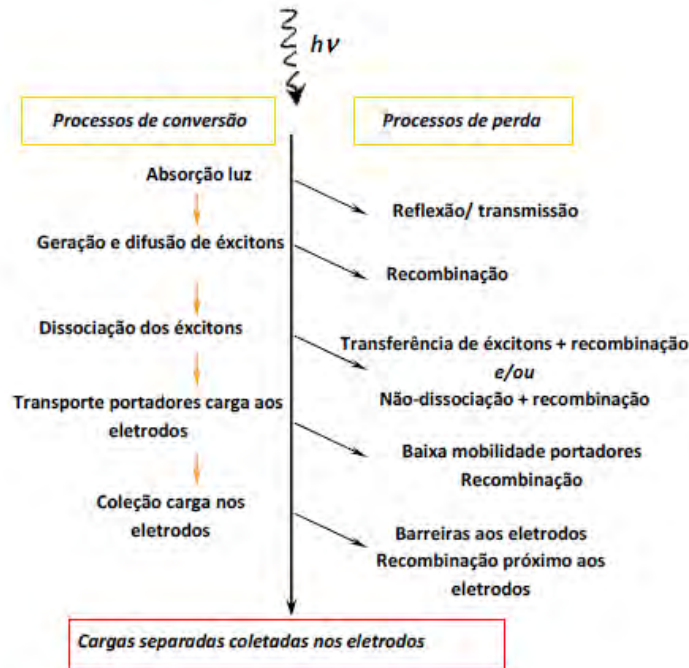 hν
Processos de conversão
Processos de perda
Absorção luz
Reflexão/ transmissão
Geração e difusão de éxcitons
Recombinação
Dissociação dos éxcitons
Transferência de éxcitons + recombinação
e/ou
Não-dissociação + recombinação
Transporte portadores carga aos
eletrodos
Baixa mobilidade portadores
Recombinação
Coleção carga nos
eletrodos
Barreiras aos eletrodos
Recombinação próximo aos
eletrodos
Cargas separadas coletadas nos eletrodos